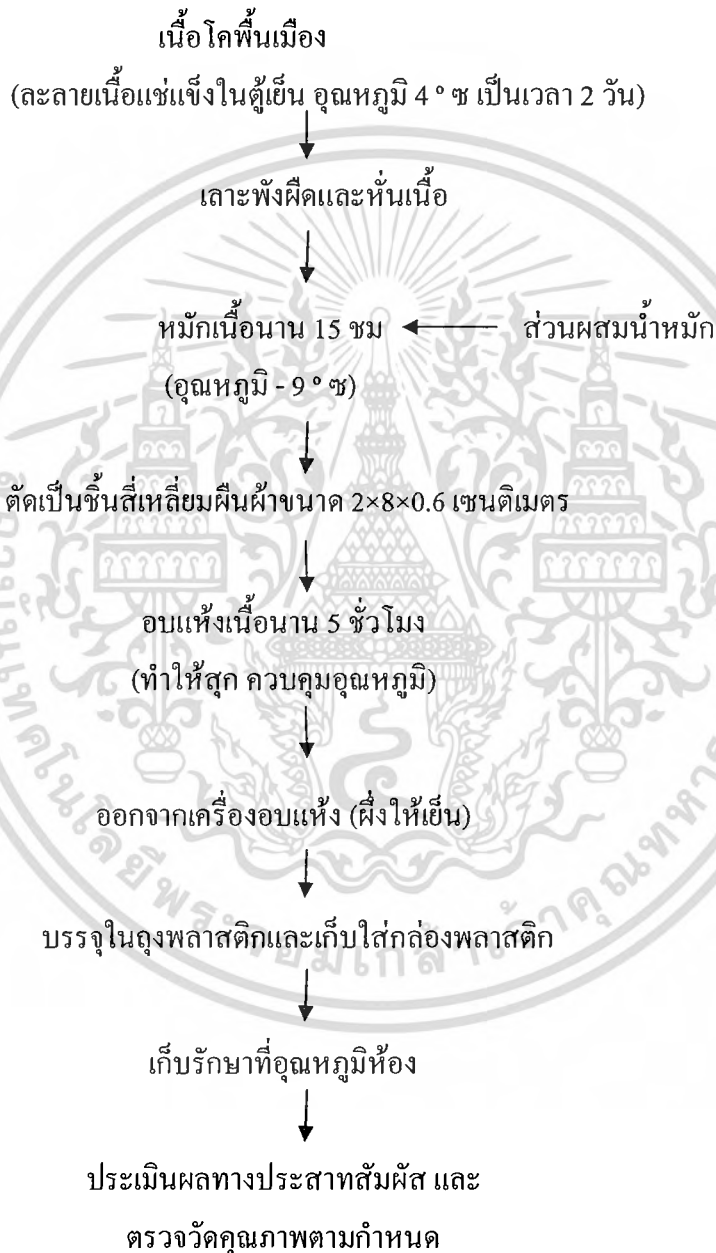 เนื้อโคพื้นเมือง
(ละลายเนื้อแช่แข็งในตู้เย็น อุณหภูมิ 4 ° ซ เป็นเวลา 2 วัน)
เลาะพังผืดและหั่นเนื้อ
หมักเนื้อนาน 15 ชม ส่วนผสมน้ำหมัก
(อุณหภูมิ - 9 ° ซ)
ตัดเป็นชิ้นสี่เหลี่ยมผืนผ้าขนาด 2×8×0.6 เซนติเมตร
อบแห้งเนื้อนาน 5 ชั่วโมง
(ทำให้สุก ควบคุมอุณหภูมิ)
ออกจากเครื่องอบแห้ง (ผึ่งให้เย็น)
บรรจุในถุงพลาสติกและเก็บใส่กล่องพลาสติก
เก็บรักษาที่อุณหภูมิห้อง
ประเมินผลทางประสาทสัมผัส และ
ตรวจวัดคุณภาพตามกำหนด